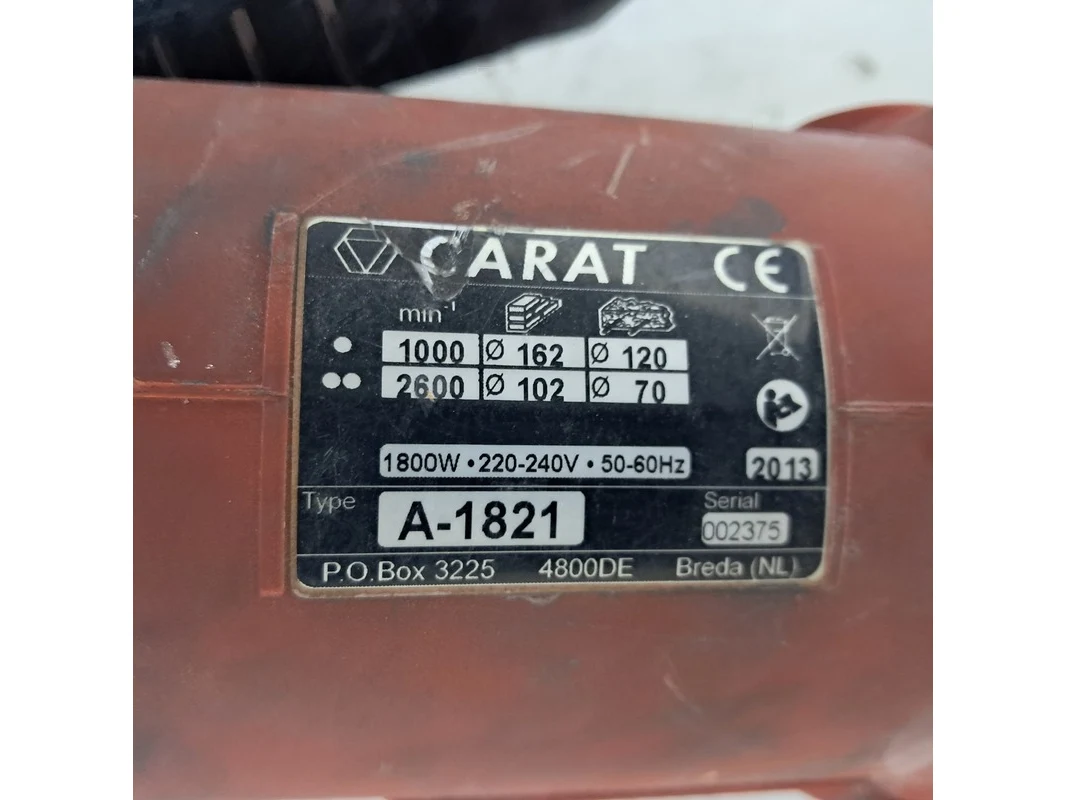 CARAT CE
min-1
1000 Ø 162 Ø 120
2600 Ø 102 Ø 70
1800W • 220-240V • 50-60Hz 2013
Type A-1821 Serial
002375
P.O.Box 3225 4800DE Breda (NL)